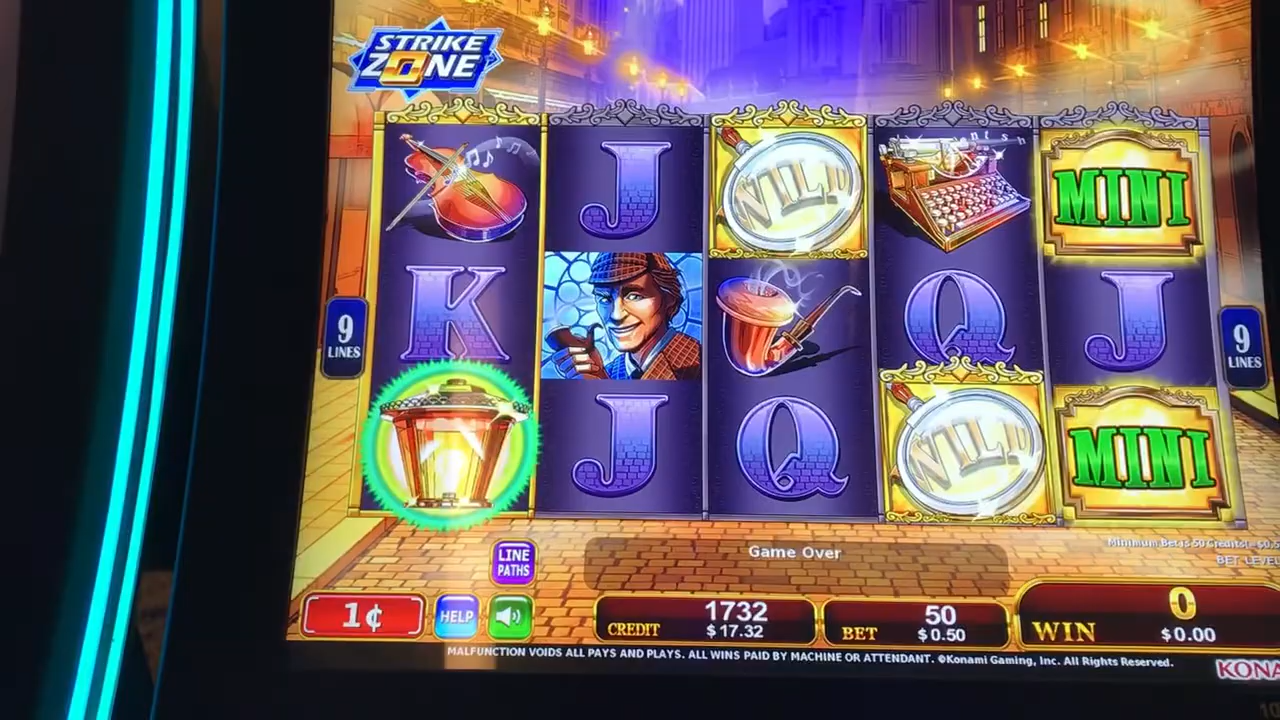 STRIKE
ZONE
J
WILD
MINI
K
Q
J
9
LINES
9
LINES
J
Q
WILD
MINI
LINE
PATHS
Game Over
BET LEVEL
1¢
HELP
CREDIT
1732
$17.32
BET
50
$0.50
WIN
0
$0.00
MALFUNCTION VOIDS ALL PAYS AND PLAYS. ALL WINS PAID BY MACHINE OR ATTENDANT. ©Konami Gaming, Inc. All Rights Reserved.